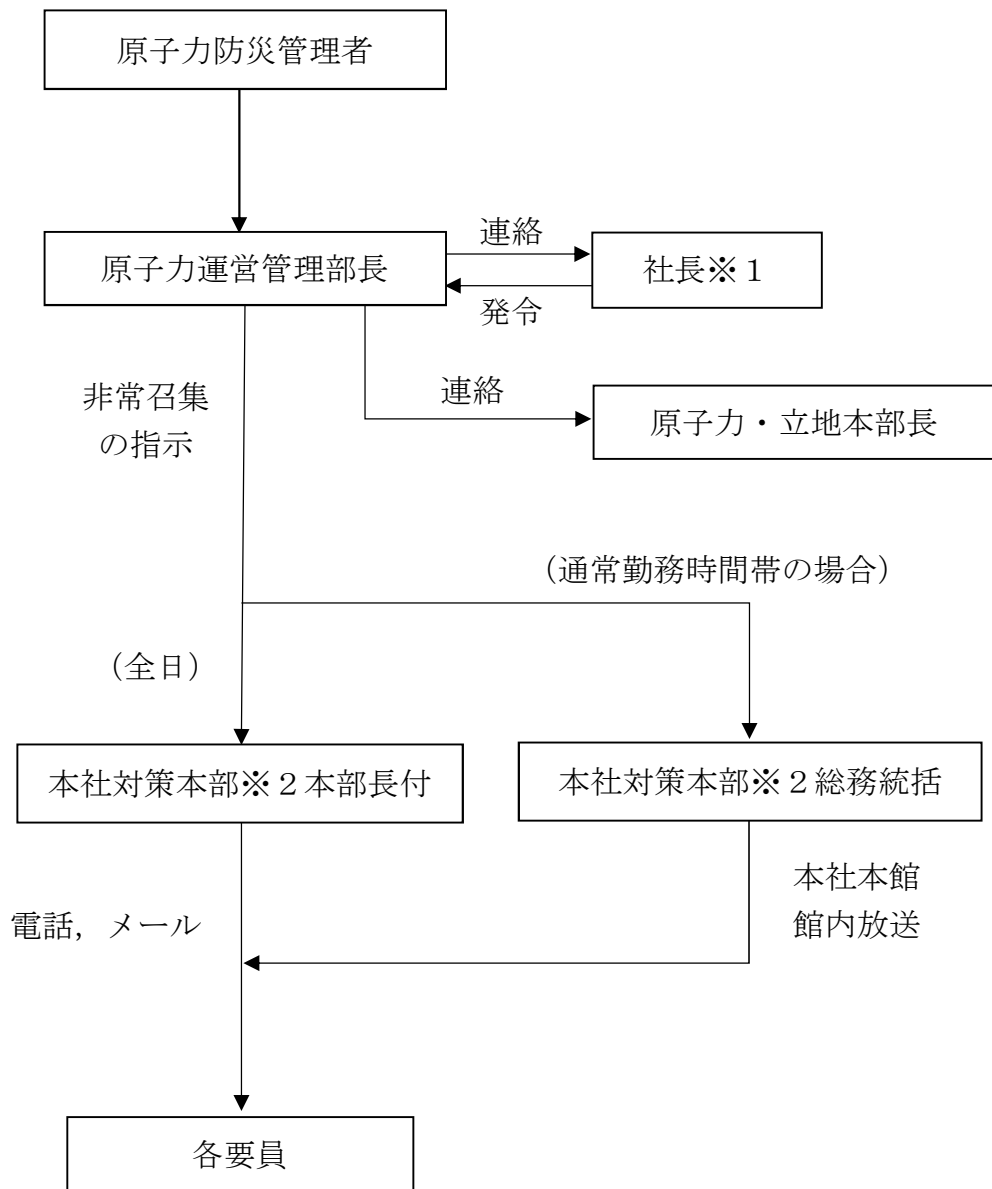 原子力防災管理者
連絡
原子力運営管理部長
社長※１
発令
非常召集
の指示
連絡
原子力・立地本部長
（通常勤務時間帯の場合）
（全日）
本社対策本部※２本部長付
本社対策本部※２総務統括
本社本館
館内放送
電話，メール
各要員